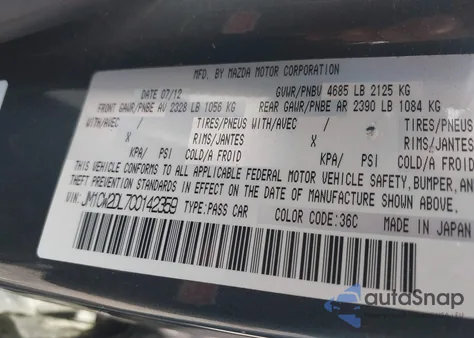 MFD. BY MAZDA MOTOR CORPORATION
DATE 07/12 GVWR/PNBV 4685 LB 2125 KG
FRONT GAWR/PNBE AV 2328 LB 1056 KG REAR GAWR/PNBE AR 2390 LB 1084 KG
WITH/AVEC / TIRES/PNEUS WITH/AVEC / TIRES/PNEUS
X RIMS/JANTES X RIMS/JANTES
KPA/ PSI COLD/A FROID KPA/ PSI COLD/A FROID
THIS VEHICLE CONFORMS TO ALL APPLICABLE FEDERAL MOTOR VEHICLE SAFETY, BUMPER, AN
THEFT PREVENTION STANDARDS IN EFFECT ON THE DATE OF MANUFACTURE SHOWN ABOVE.
VIN: JM1CW2DL7C0142359 TYPE:PASS CAR COLOR CODE:36C MADE IN JAPAN
autoSnap